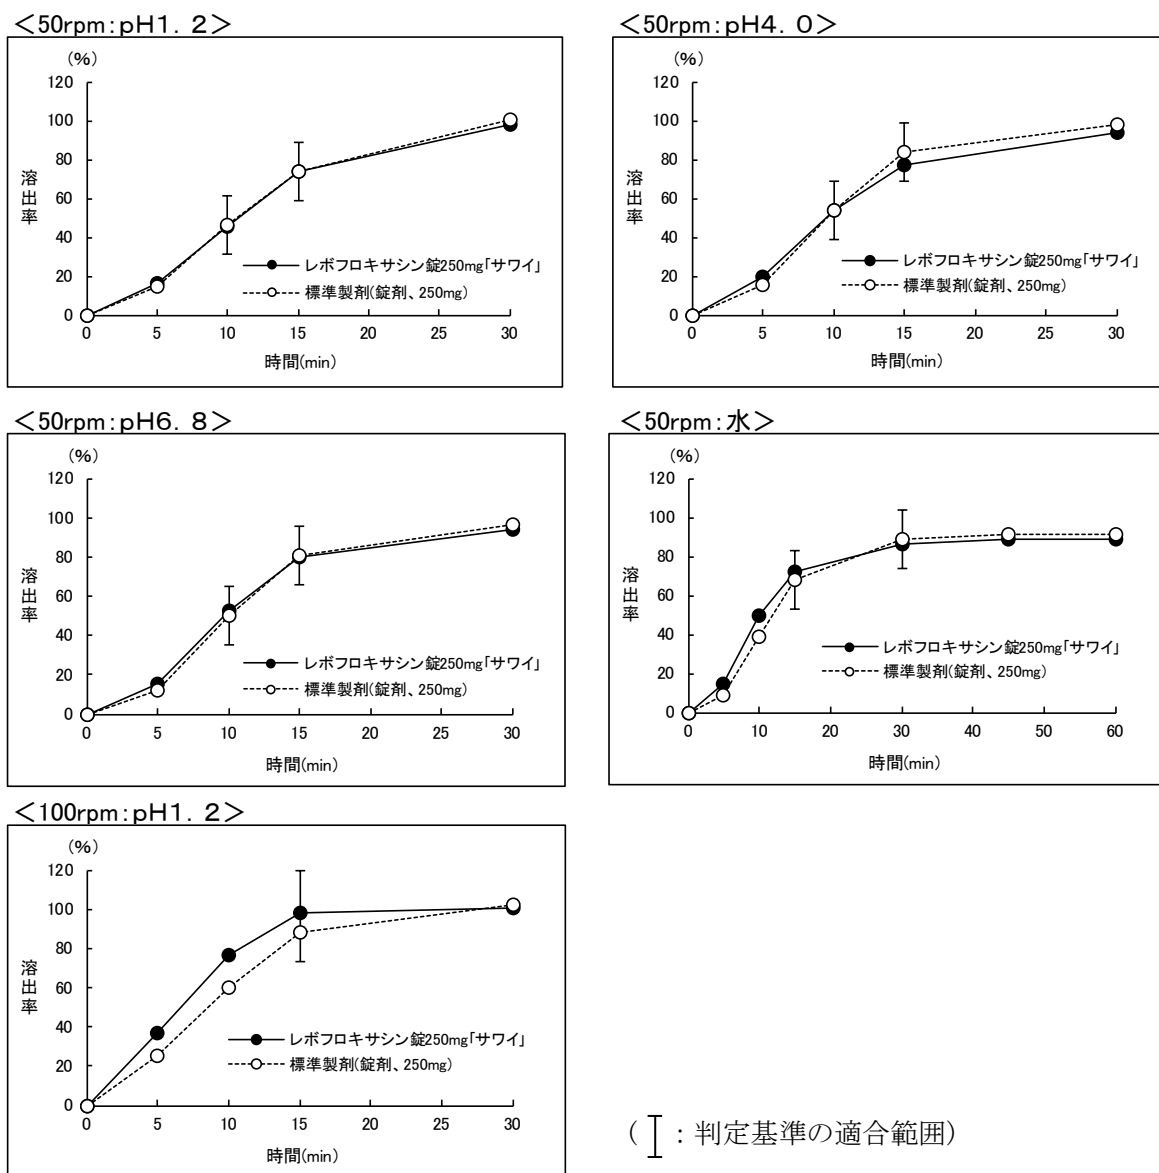 ＜50rpm：pH1．2＞
(%)
120
100
80
60
40
20
0
溶出率
レボフロキサシン錠250mg｢サワイ｣
標準製剤(錠剤、250mg)
0 5 10 15 20 25 30
時間(min)
＜50rpm：pH4．0＞
(%)
120
100
80
60
40
20
0
溶出率
レボフロキサシン錠250mg｢サワイ｣
標準製剤(錠剤、250mg)
0 5 10 15 20 25 30
時間(min)
＜50rpm：pH6．8＞
(%)
120
100
80
60
40
20
0
溶出率
レボフロキサシン錠250mg｢サワイ｣
標準製剤(錠剤、250mg)
0 5 10 15 20 25 30
時間(min)
＜50rpm：水＞
(%)
120
100
80
60
40
20
0
溶出率
レボフロキサシン錠250mg｢サワイ｣
標準製剤(錠剤、250mg)
0 10 20 30 40 50 60
時間(min)
＜100rpm：pH1．2＞
(%)
120
100
80
60
40
20
0
溶出率
レボフロキサシン錠250mg｢サワイ｣
標準製剤(錠剤、250mg)
0 5 10 15 20 25 30
時間(min)
( ：判定基準の適合範囲)